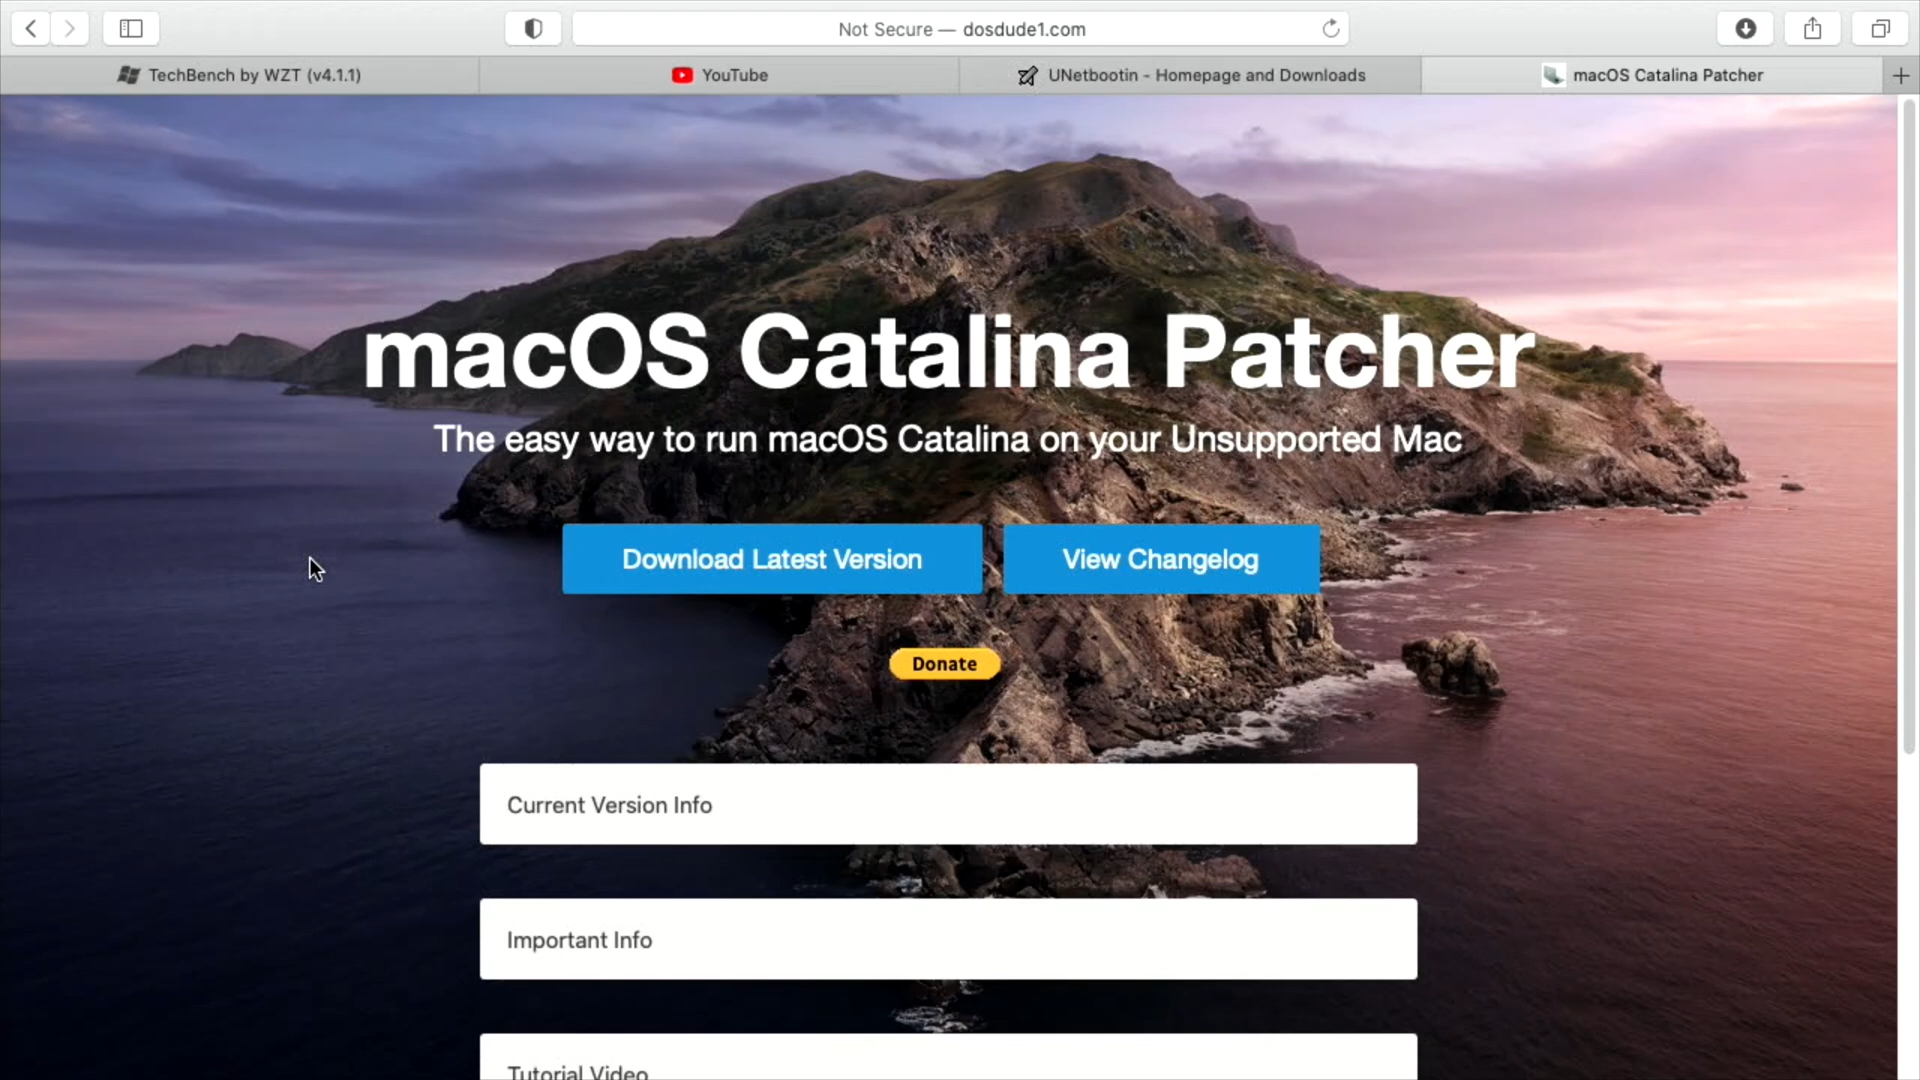 Not Secure — dosdude1.com
TechBench by WZT (v4.1.1)
YouTube
UNetbootin - Homepage and Downloads
macOS Catalina Patcher
macOS Catalina Patcher
The easy way to run macOS Catalina on your Unsupported Mac
Download Latest Version
View Changelog
Donate
Current Version Info
Important Info
Tutorial Video